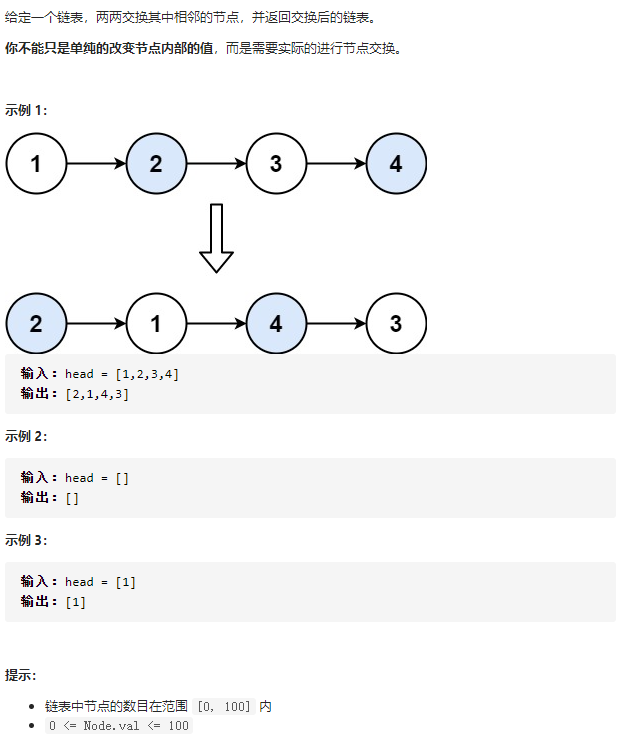 给定一个链表，两两交换其中相邻的节点，并返回交换后的链表。
你不能只是单纯的改变节点内部的值，而是需要实际的进行节点交换。
示例 1：
1 2 3 4
2 1 4 3
输入：head = [1,2,3,4]
输出：[2,1,4,3]
示例 2：
输入：head = []
输出：[]
示例 3：
输入：head = [1]
输出：[1]
提示：
• 链表中节点的数目在范围 [0, 100] 内
• 0 <= Node.val <= 100